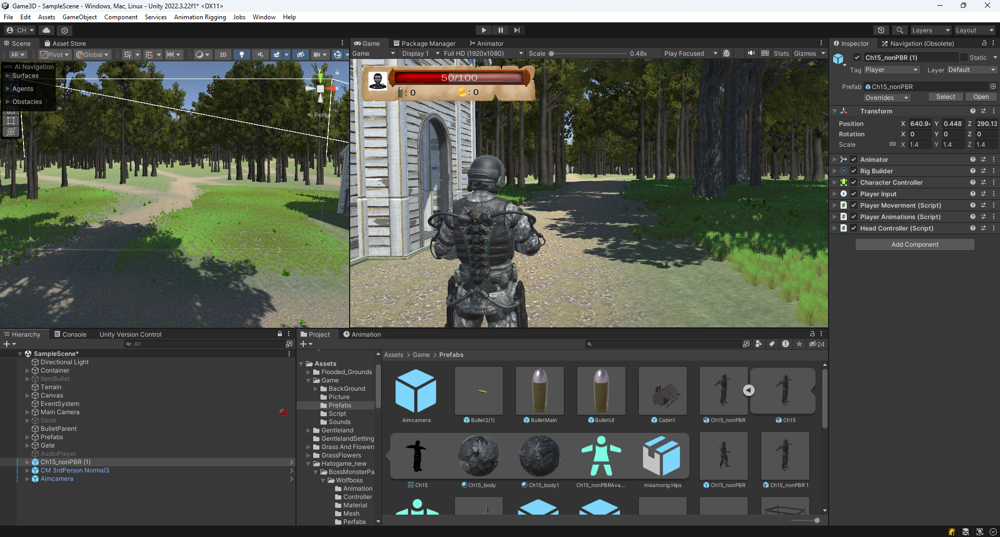 Game3D - SampleScene - Windows, Mac, Linux - Unity 2022.3.22f1* <DX11>
File Edit Assets GameObject Component Services Animation Rigging Jobs Window Help
CH Layers Layout
Scene Asset Store
AR Pivot Global 2D
AI Navigation
Surfaces
Agents
Obstacles
y
x
Persp
Game Package Manager Animator
Game Display 1 Full HD (1920x1080) Scale 0.48x Play Focused Stats Gizmos
50/100
: 0 : 0
Inspector Navigation (Obsolete)
Ch15_nonPBR (1) Static
Tag Player Layer Default
Prefab Ch15_nonPBR
Overrides Select Open
Transform
Position X 640.94 Y 0.448 Z 290.13
Rotation X 0 Y 0 Z 0
Scale X 1.4 Y 1.4 Z 1.4
Animator
Rig Builder
Character Controller
Player Input
Player Moverment (Script)
Player Animations (Script)
Head Controller (Script)
Add Component
Hierarchy Console Unity Version Control
All
SampleScene*
Directional Light
Container
ItemBullet
Terrain
Canvas
EventSystem
Main Camera
Store
BulletParent
Prefabs
Gate
AudioPlayer
Ch15_nonPBR (1)
CM 3rdPerson Normal3
Aimcamera
Project Animation
24
Assets
Flooded_Grounds
Game
BackGround
Picture
Prefabs
Script
Sounds
Gentleland
GentlelandSetting
Grass And Flowers
GrassFlowers
Hatogame_new
BossMonsterPa
Wolfboss
Animation
Controller
Material
Mesh
Perfabs
Assets > Game > Prefabs
Aimcamera Bullet2(1) BulletMain BulletUI Cabin1 Ch15_nonPBR Ch15
Ch15 Ch15_body Ch15_body1 Ch15_nonPBRAva... mixamorig:Hips Ch15_nonPBR Ch15_nonPBR 1